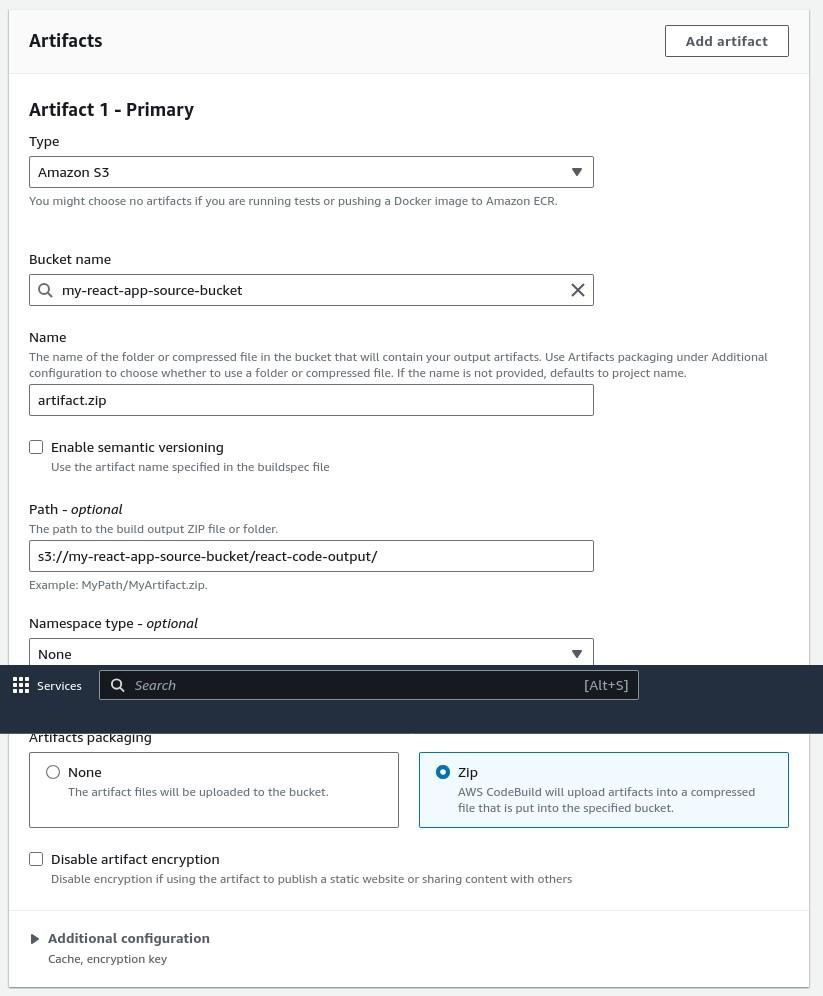 Artifacts
Add artifact
Artifact 1 - Primary
Type
Amazon S3
You might choose no artifacts if you are running tests or pushing a Docker image to Amazon ECR.
Bucket name
my-react-app-source-bucket
Name
The name of the folder or compressed file in the bucket that will contain your output artifacts. Use Artifacts packaging under Additional
configuration to choose whether to use a folder or compressed file. If the name is not provided, defaults to project name.
artifact.zip
Enable semantic versioning
Use the artifact name specified in the buildspec file
Path - optional
The path to the build output ZIP file or folder.
s3://my-react-app-source-bucket/react-code-output/
Example: MyPath/MyArtifact.zip.
Namespace type - optional
None
Services
Search
[Alt+S]
Artifacts packaging
None
The artifact files will be uploaded to the bucket.
Zip
AWS CodeBuild will upload artifacts into a compressed
file that is put into the specified bucket.
Disable artifact encryption
Disable encryption if using the artifact to publish a static website or sharing content with others
Additional configuration
Cache, encryption key